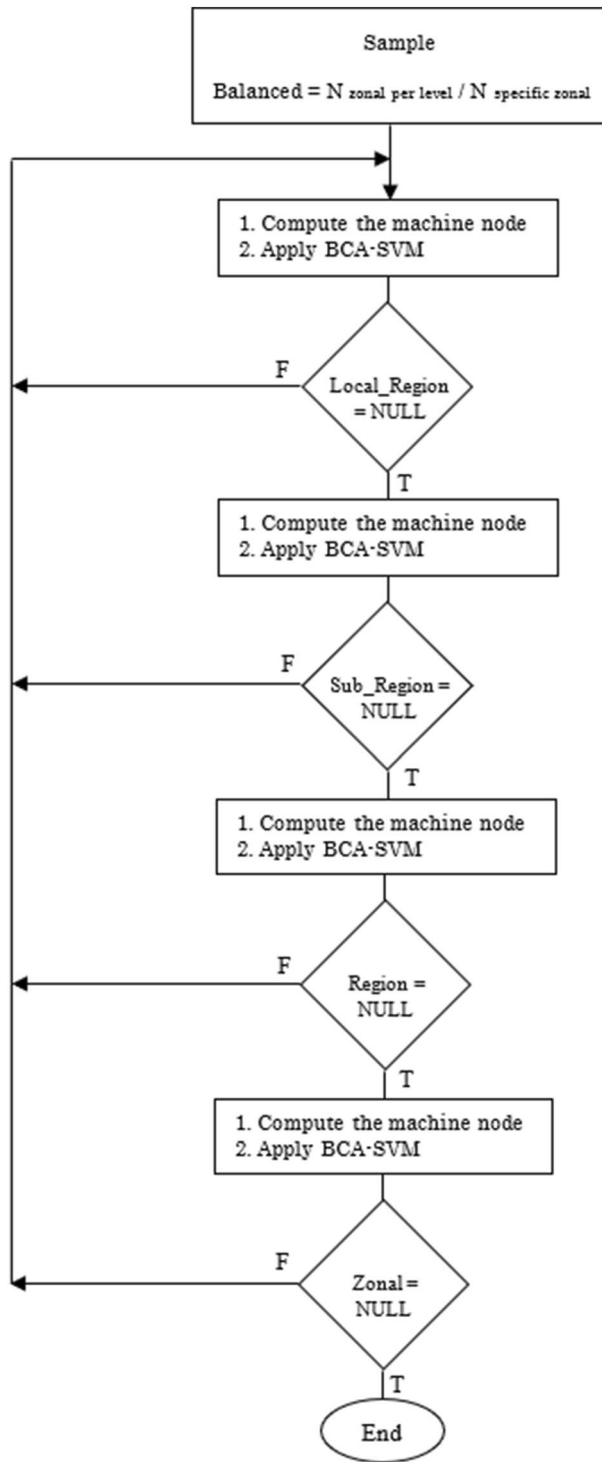 Sample
Balanced = N zonal per level / N specific zonal
1. Compute the machine node
2. Apply BCA-SVM
F
Local_Region
= NULL
T
1. Compute the machine node
2. Apply BCA-SVM
F
Sub_Region =
NULL
T
1. Compute the machine node
2. Apply BCA-SVM
F
Region =
NULL
T
1. Compute the machine node
2. Apply BCA-SVM
F
Zonal =
NULL
T
End